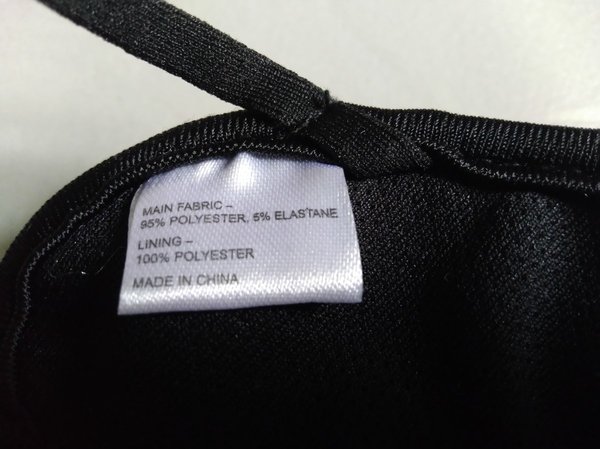 MAIN FABRIC –
95% POLYESTER, 5% ELASTANE
LINING –
100% POLYESTER
MADE IN CHINA